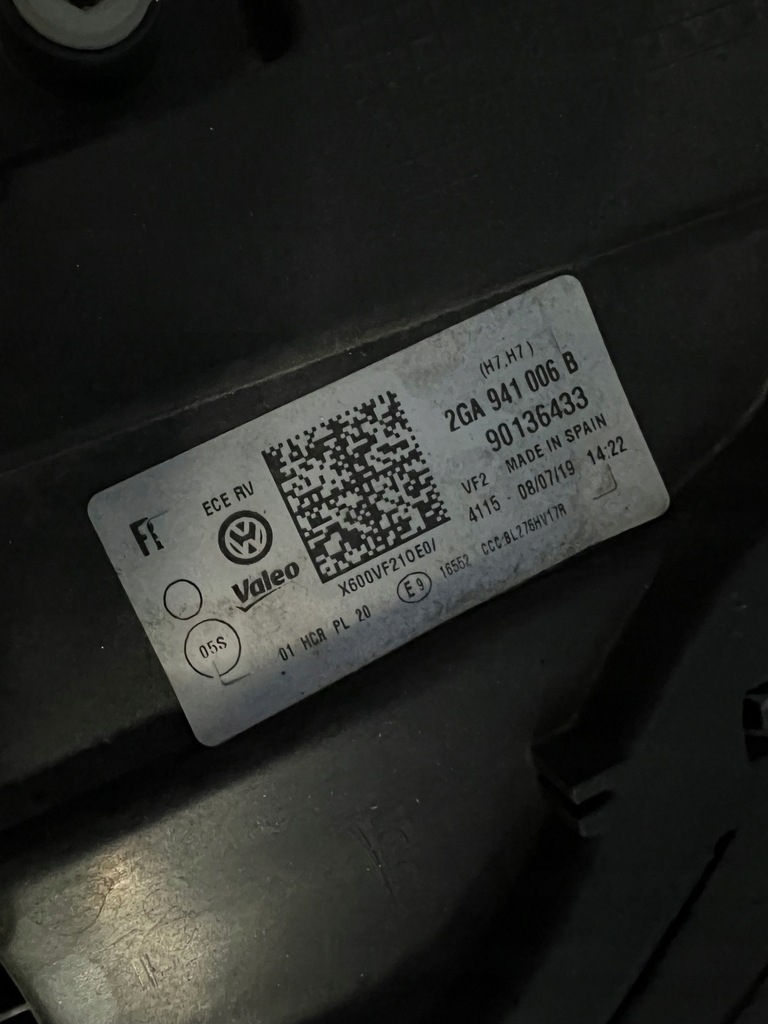 (H7,H7)
2GA 941 006 B
90136433
VF2 MADE IN SPAIN
4115 - 08/07/19 14:22
ECE RV
Valeo
X600VF210E0/
05S
01 HCR PL 20 E9 16552 CCC-BL276HV17R